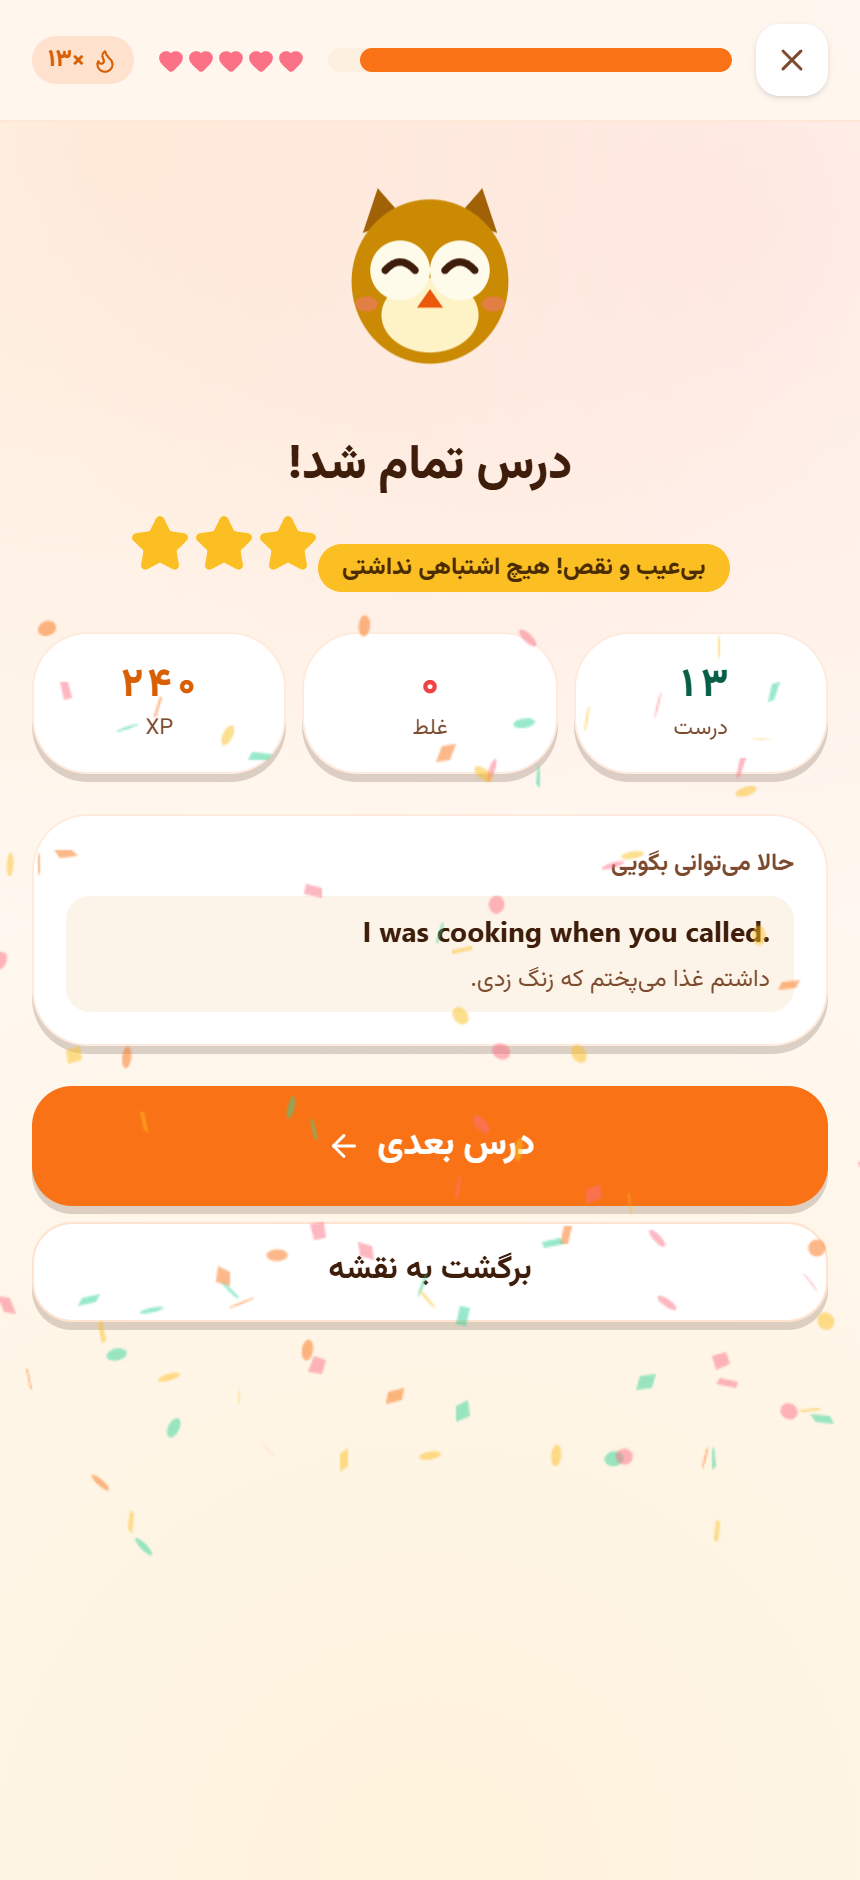 ۱۳×
درس تمام شد!
بی‌عیب و نقص! هیچ اشتباهی نداشتی
۱۳
درست
۰
غلط
۲۴۰
XP
حالا می‌توانی بگویی
I was cooking when you called.
داشتم غذا می‌پختم که زنگ زدی.
درس بعدی ←
برگشت به نقشه